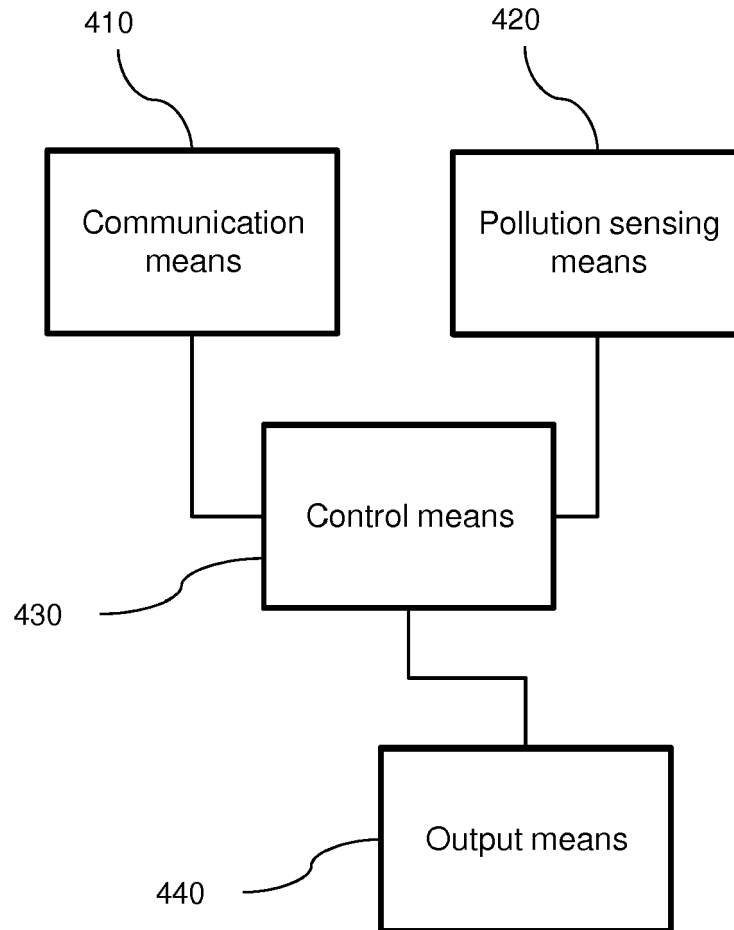 410
420
Communication
means
Pollution sensing
means
Control means
430
Output means
440